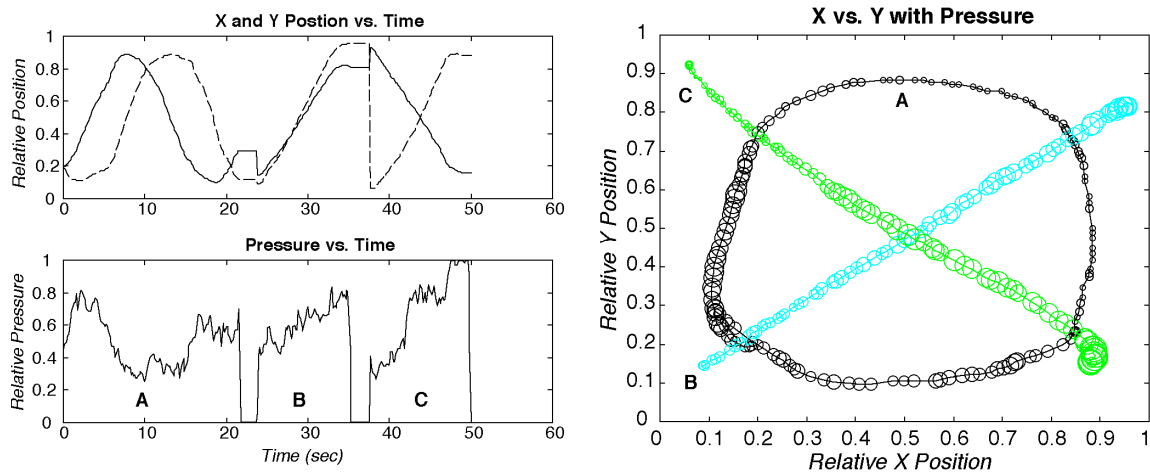 X and Y Postion vs. Time
1
0.8
0.6
0.4
0.2
0
0 10 20 30 40 50 60
Relative Position
Pressure vs. Time
1
0.8
0.6
0.4
0.2
0
A B C
0 10 20 30 40 50 60
Relative Pressure
Time (sec)
X vs. Y with Pressure
1
0.9
0.8
0.7
0.6
0.5
0.4
0.3
0.2
0.1
0
C
A
B
0 0.1 0.2 0.3 0.4 0.5 0.6 0.7 0.8 0.9 1
Relative Y Position
Relative X Position